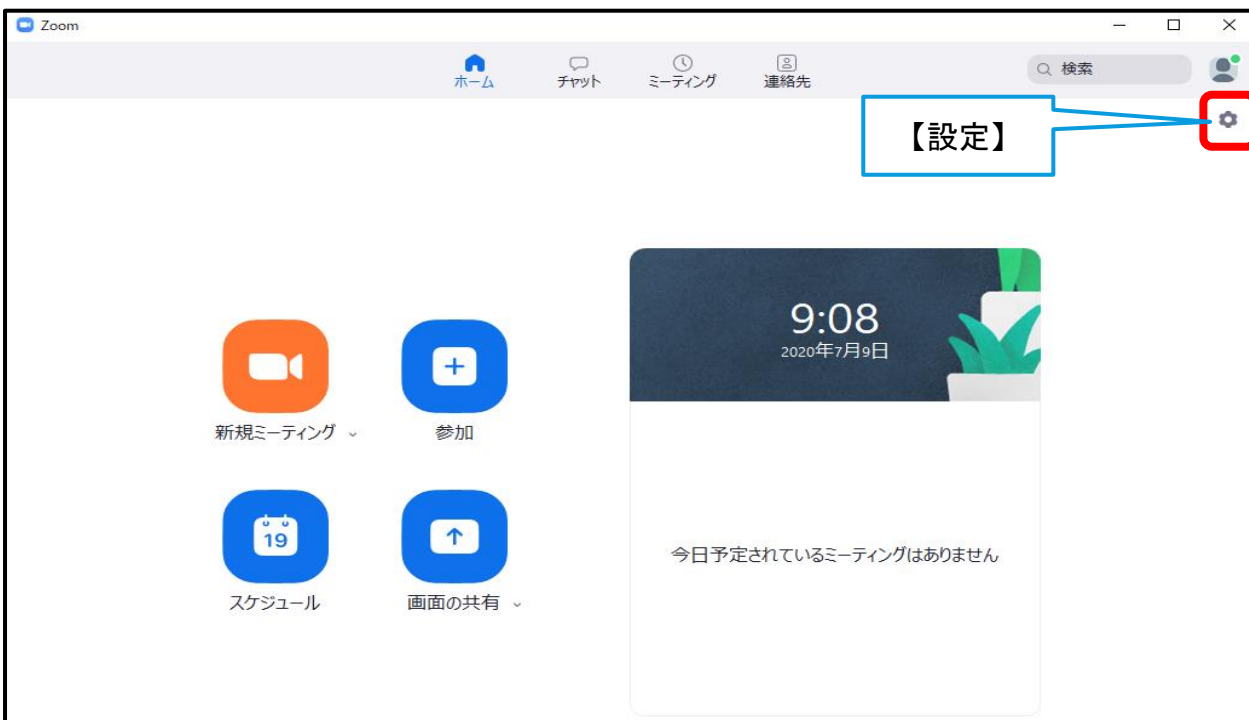 Zoom
ホーム
チャット
ミーティング
連絡先
検索
【設定】
9:08
2020年7月9日
新規ミーティング
参加
19
スケジュール
画面の共有
今日予定されているミーティングはありません